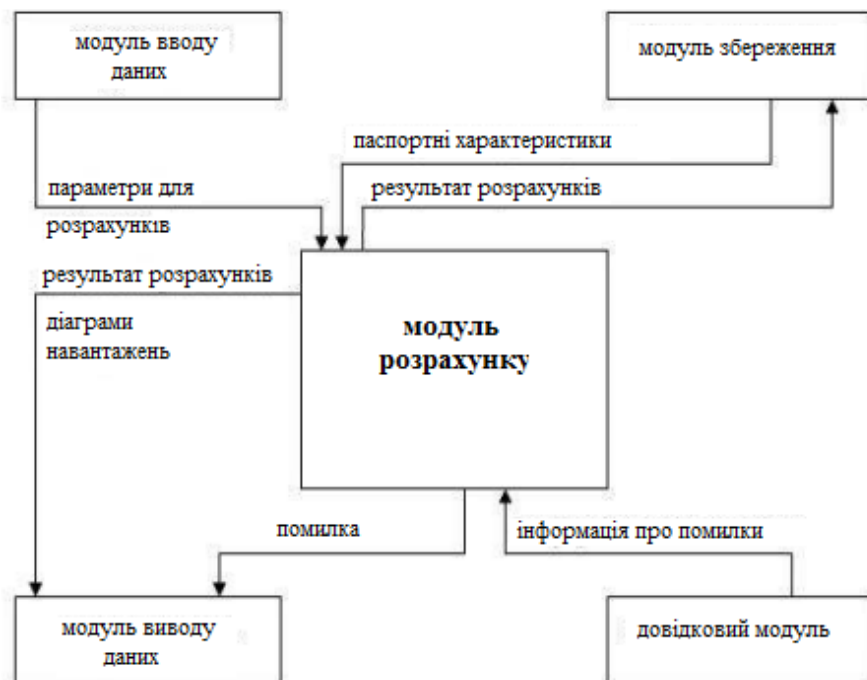 модуль вводу
даних
модуль збереження
паспортні характеристики
параметри для
розрахунків
результат розрахунків
результат розрахунків
діаграми
навантажень
модуль
розрахунку
помилка
інформація про помилки
модуль виводу
даних
довідковий модуль